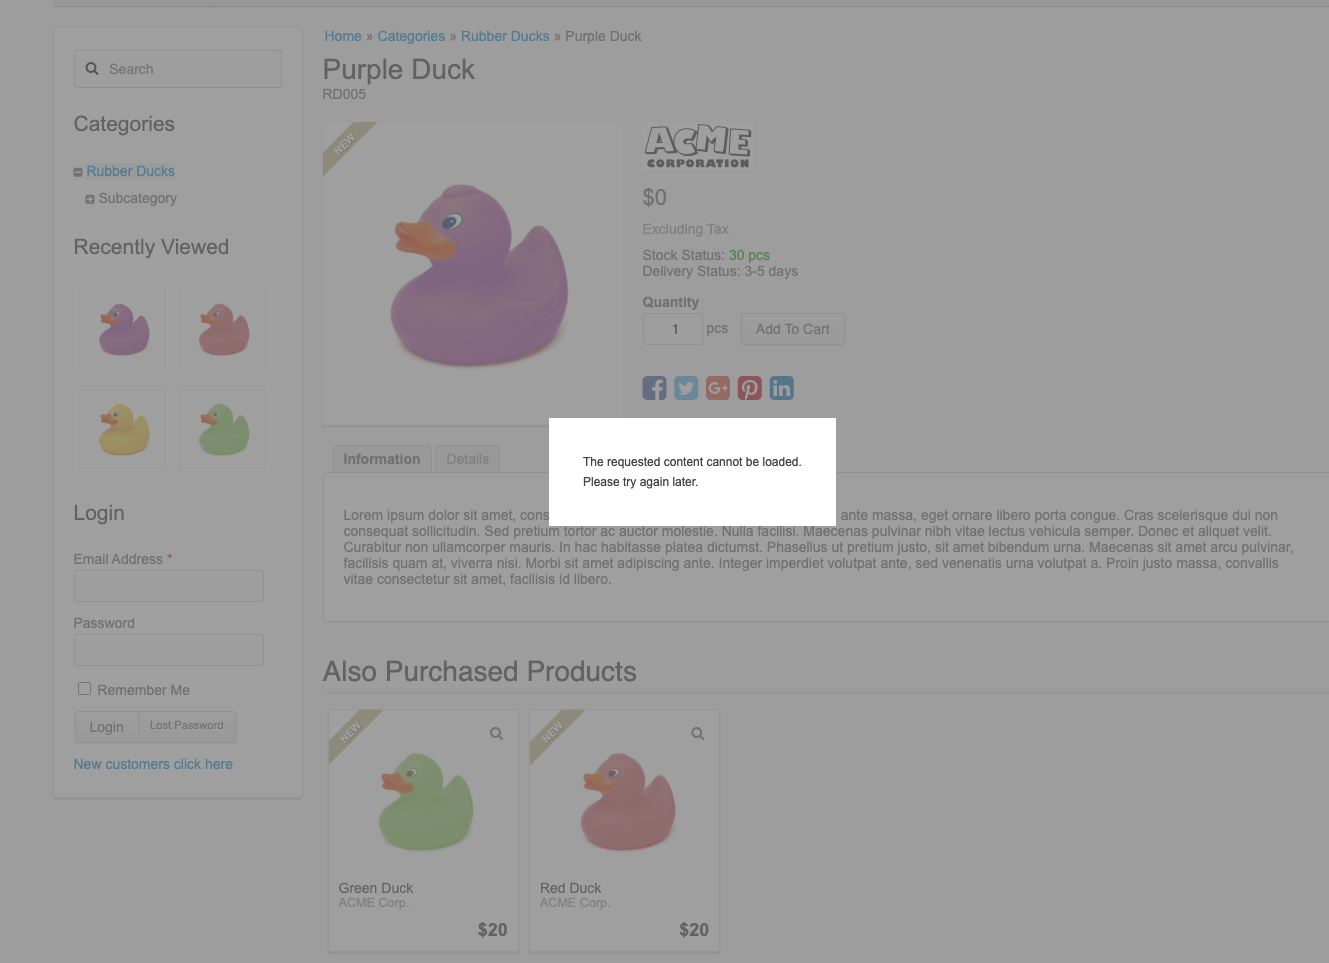 Search
Categories
Rubber Ducks
Subcategory
Recently Viewed
Login
Email Address *
Password
Remember Me
Login
Lost Password
New customers click here
Home » Categories » Rubber Ducks » Purple Duck
Purple Duck
RD005
NEW
ACME
CORPORATION
$0
Excluding Tax
Stock Status: 30 pcs
Delivery Status: 3-5 days
Quantity
1 pcs Add To Cart
Information
Details
The requested content cannot be loaded.
Please try again later.
Lorem ipsum dolor sit amet, cons ante massa, eget ornare libero porta congue. Cras scelerisque dui non
consequat sollicitudin. Sed pretium tortor ac auctor molestie. Nulla facilisi. Maecenas pulvinar nibh vitae lectus vehicula semper. Donec et aliquet velit.
Curabitur non ullamcorper mauris. In hac habitasse platea dictumst. Phasellus ut pretium justo, sit amet bibendum urna. Maecenas sit amet arcu pulvinar,
facilisis quam at, viverra nisi. Morbi sit amet adipiscing ante. Integer imperdiet volutpat ante, sed venenatis urna volutpat a. Proin justo massa, convallis
vitae consectetur sit amet, facilisis id libero.
Also Purchased Products
NEW
Green Duck
ACME Corp.
$20
NEW
Red Duck
ACME Corp.
$20